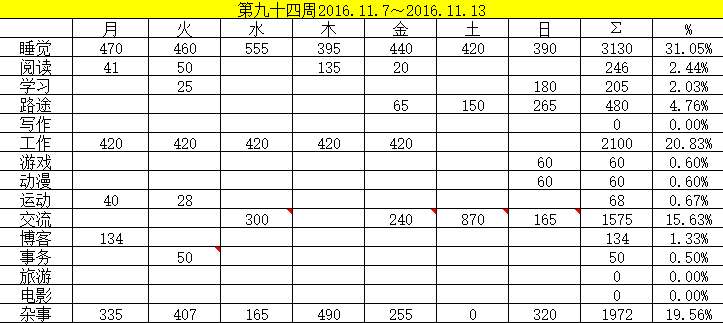 第九十四周2016.11.7～2016.11.13
月 火 水 木 金 土 日 Σ %
睡觉 470 460 555 395 440 420 390 3130 31.05%
阅读 41 50 135 20 246 2.44%
学习 25 180 205 2.03%
路途 65 150 265 480 4.76%
写作 0 0.00%
工作 420 420 420 420 420 2100 20.83%
游戏 60 60 0.60%
动漫 60 60 0.60%
运动 40 28 68 0.67%
交流 300 240 870 165 1575 15.63%
博客 134 134 1.33%
事务 50 50 0.50%
旅游 0 0.00%
电影 0 0.00%
杂事 335 407 165 490 255 0 320 1972 19.56%